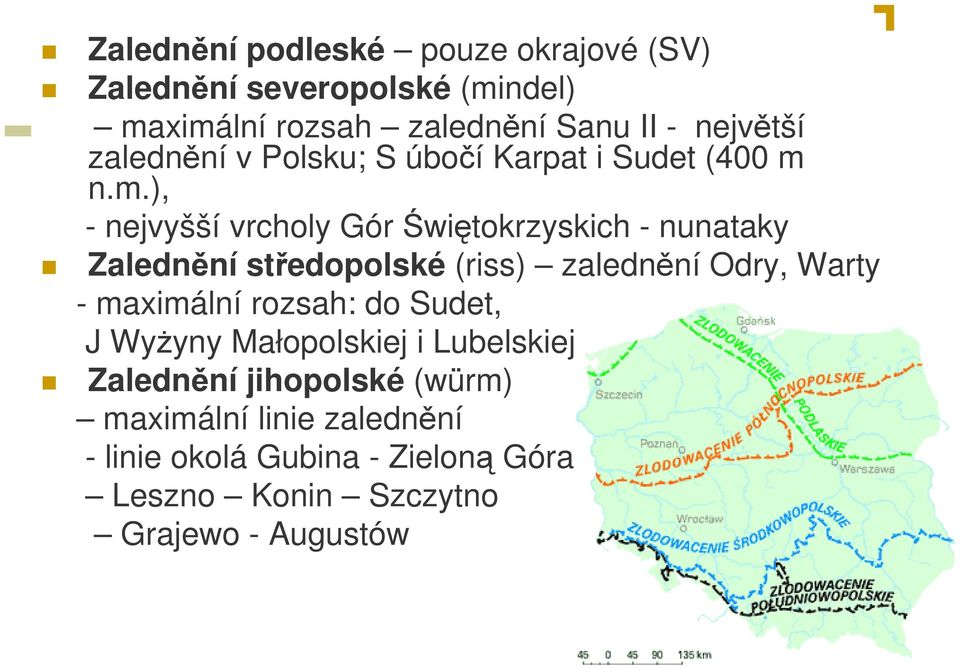 Zalednění podleské – pouze okrajové (SV)
Zalednění severopolské (mindel)
– maximální rozsah – zalednění Sanu II - největší
zalednění v Polsku; S úbočí Karpat i Sudet (400 m
n.m.),
- nejvyšší vrcholy Gór Świętokrzyskich - nunataky
Zalednění středopolské (riss) – zalednění Odry, Warty
- maximální rozsah: do Sudet,
J Wyżyny Małopolskiej i Lubelskiej
Zalednění jihopolské (würm)
– maximální linie zalednění
- linie okolá Gubina - Zieloną Góra
– Leszno – Konin – Szczytno
– Grajewo - Augustów
Gdańsk
ZLODOWACENIE PODLASKIE
Szczecin
ZLODOWACENIE PÓŁNOCNOPOLSKIE
Poznań
Warszawa
Wrocław
ZLODOWACENIE ŚRODKOWOPOLSKIE
ZLODOWACENIE
POŁUDNIOWOPOLSKIE
45 0 45 90 135 km